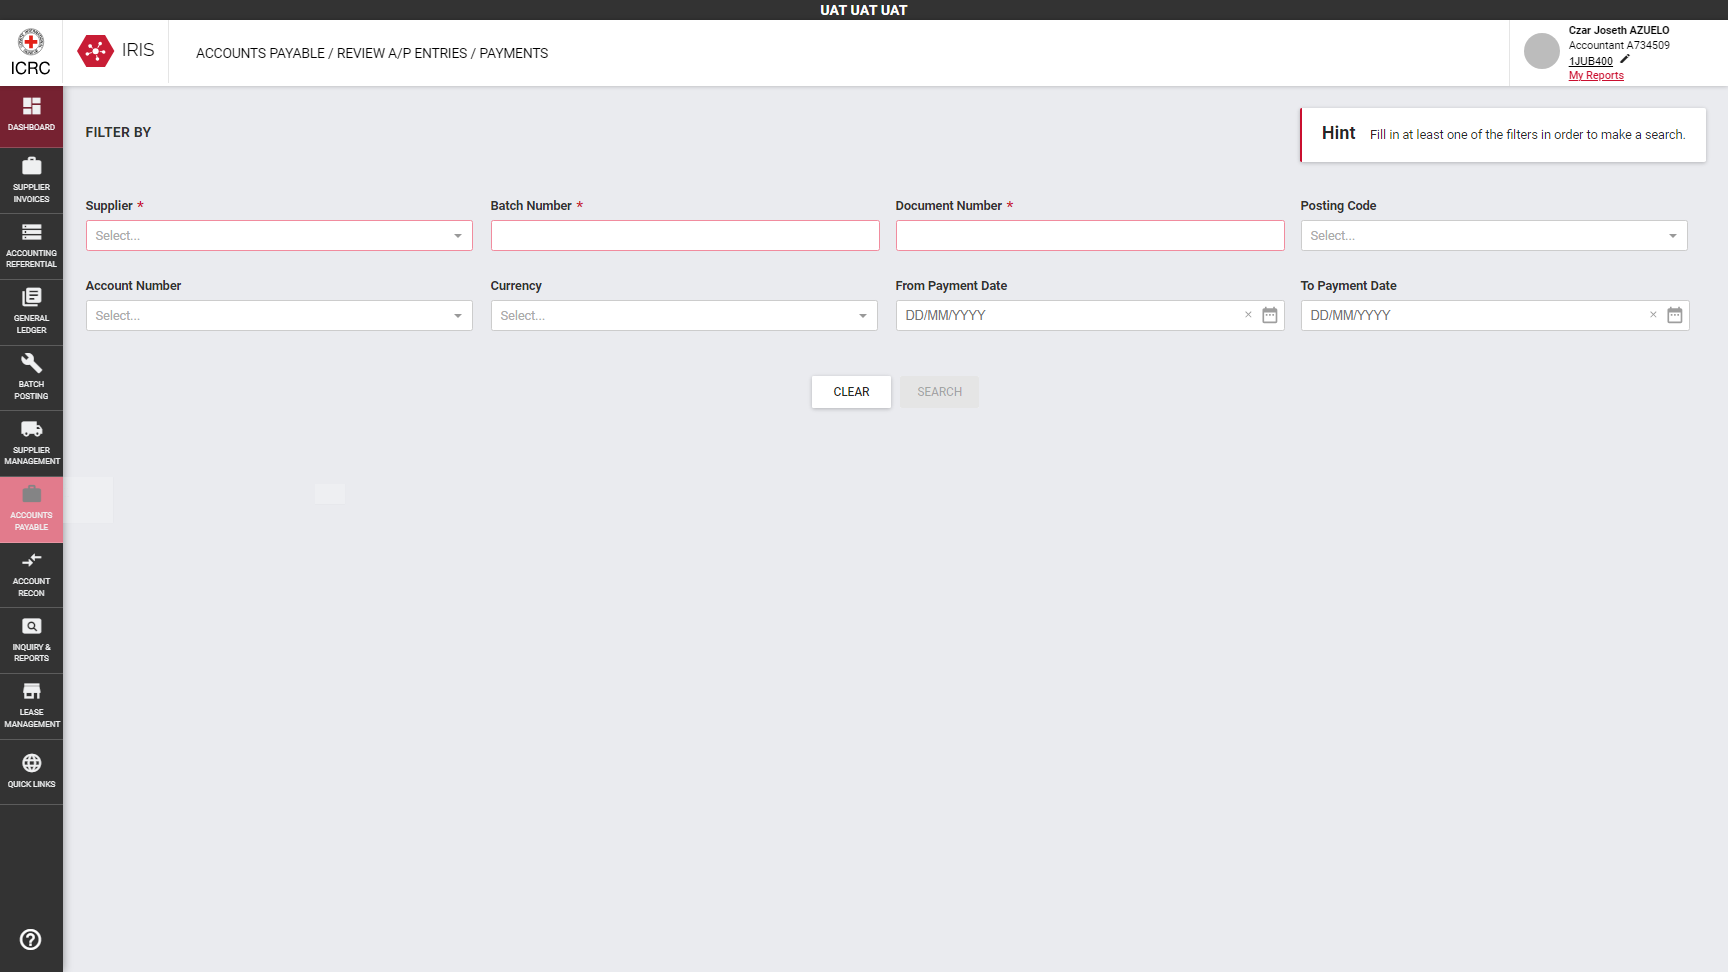 UAT UAT UAT
ICRC
IRIS
ACCOUNTS PAYABLE / REVIEW A/P ENTRIES / PAYMENTS
Czar Joseth AZUELO
Accountant A734509
1JUB400
My Reports
DASHBOARD
SUPPLIER
INVOICES
ACCOUNTING
REFERENTIAL
GENERAL
LEDGER
BATCH
POSTING
SUPPLIER
MANAGEMENT
ACCOUNTS
PAYABLE
ACCOUNT
RECON
INQUIRY &
REPORTS
LEASE
MANAGEMENT
QUICK LINKS
FILTER BY
Hint Fill in at least one of the filters in order to make a search.
Supplier * Batch Number * Document Number * Posting Code
Select... Select...
Account Number Currency From Payment Date To Payment Date
Select... Select... DD/MM/YYYY × DD/MM/YYYY ×
CLEAR SEARCH